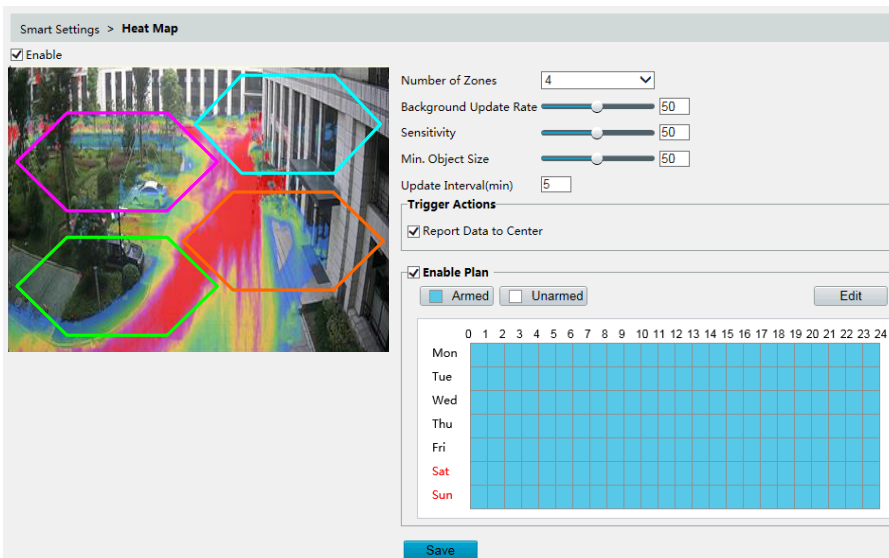 Smart Settings > Heat Map
Enable
Number of Zones 4
Background Update Rate 50
Sensitivity 50
Min. Object Size 50
Update Interval(min) 5
Trigger Actions
Report Data to Center
Enable Plan
Armed Unarmed Edit
0 1 2 3 4 5 6 7 8 9 10 11 12 13 14 15 16 17 18 19 20 21 22 23 24
Mon
Tue
Wed
Thu
Fri
Sat
Sun
Save